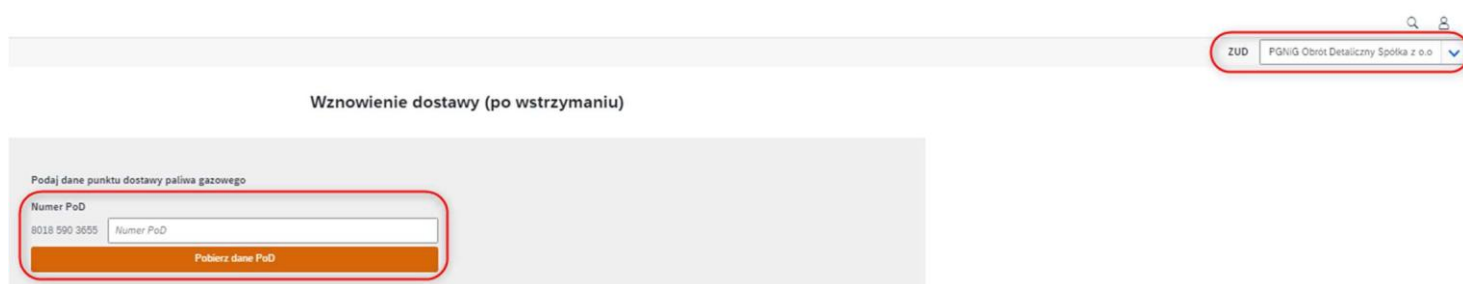 ZUD PGNiG Obrót Detaliczny Spółka z o.o
Wznowienie dostawy (po wstrzymaniu)
Podaj dane punktu dostawy paliwa gazowego
Numer PoD
8018 590 3655 Numer PoD
Pobierz dane PoD